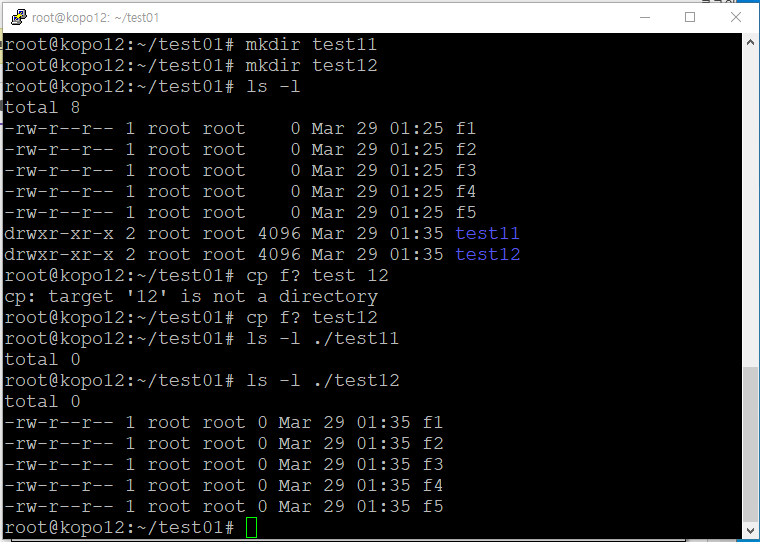 root@kopo12: ~/test01
root@kopo12:~/test01# mkdir test11
root@kopo12:~/test01# mkdir test12
root@kopo12:~/test01# ls -l
total 8
-rw-r--r-- 1 root root    0 Mar 29 01:25 f1
-rw-r--r-- 1 root root    0 Mar 29 01:25 f2
-rw-r--r-- 1 root root    0 Mar 29 01:25 f3
-rw-r--r-- 1 root root    0 Mar 29 01:25 f4
-rw-r--r-- 1 root root    0 Mar 29 01:25 f5
drwxr-xr-x 2 root root 4096 Mar 29 01:35 test11
drwxr-xr-x 2 root root 4096 Mar 29 01:35 test12
root@kopo12:~/test01# cp f? test 12
cp: target '12' is not a directory
root@kopo12:~/test01# cp f? test12
root@kopo12:~/test01# ls -l ./test11
total 0
root@kopo12:~/test01# ls -l ./test12
total 0
-rw-r--r-- 1 root root 0 Mar 29 01:35 f1
-rw-r--r-- 1 root root 0 Mar 29 01:35 f2
-rw-r--r-- 1 root root 0 Mar 29 01:35 f3
-rw-r--r-- 1 root root 0 Mar 29 01:35 f4
-rw-r--r-- 1 root root 0 Mar 29 01:35 f5
root@kopo12:~/test01#